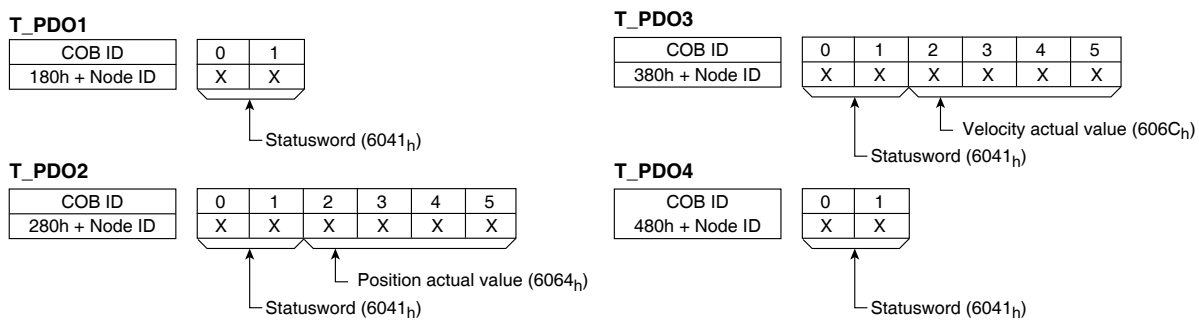 T_PDO1
COB ID 0 1
180h + Node ID X X
Statusword (6041h)
T_PDO2
COB ID 0 1 2 3 4 5
280h + Node ID X X X X X X
Position actual value (6064h)
Statusword (6041h)
T_PDO3
COB ID 0 1 2 3 4 5
380h + Node ID X X X X X X
Velocity actual value (606Ch)
Statusword (6041h)
T_PDO4
COB ID 0 1
480h + Node ID X X
Statusword (6041h)